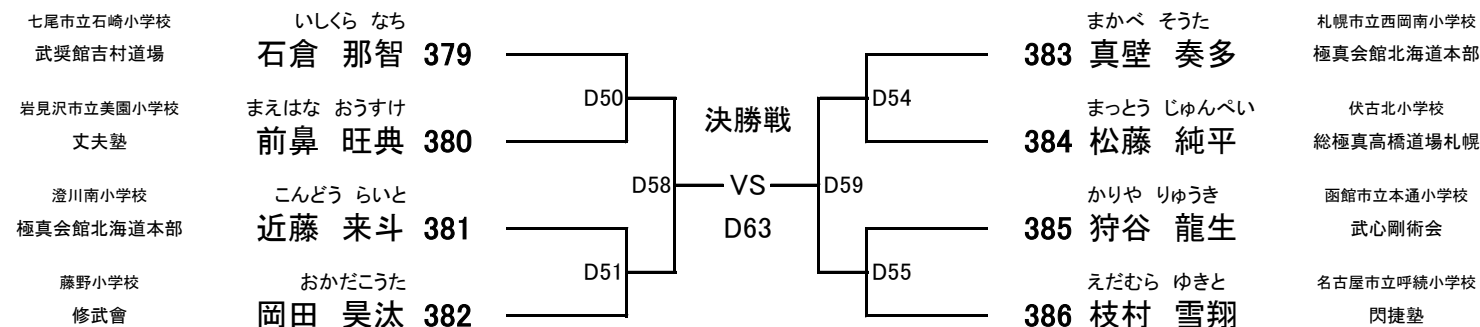 七尾市立石崎小学校
いしくら なち
武奨館吉村道場
石倉 那智 379
岩見沢市立美園小学校
まえはな おうすけ
丈夫塾
前鼻 旺典 380
澄川南小学校
こんどう らいと
極真会館北海道本部
近藤 来斗 381
藤野小学校
おかだこうた
修武會
岡田 昊汰 382
D50
D51
D58
決勝戦
VS
D63
D59
D54
D55
まかべ そうた
札幌市立西岡南小学校
383 真壁 奏多
極真会館北海道本部
まっとう じゅんぺい
伏古北小学校
384 松藤 純平
総極真高橋道場札幌
かりや りゅうき
函館市立本通小学校
385 狩谷 龍生
武心剛術会
えだむら ゆきと
名古屋市立呼続小学校
386 枝村 雪翔
閃捷塾